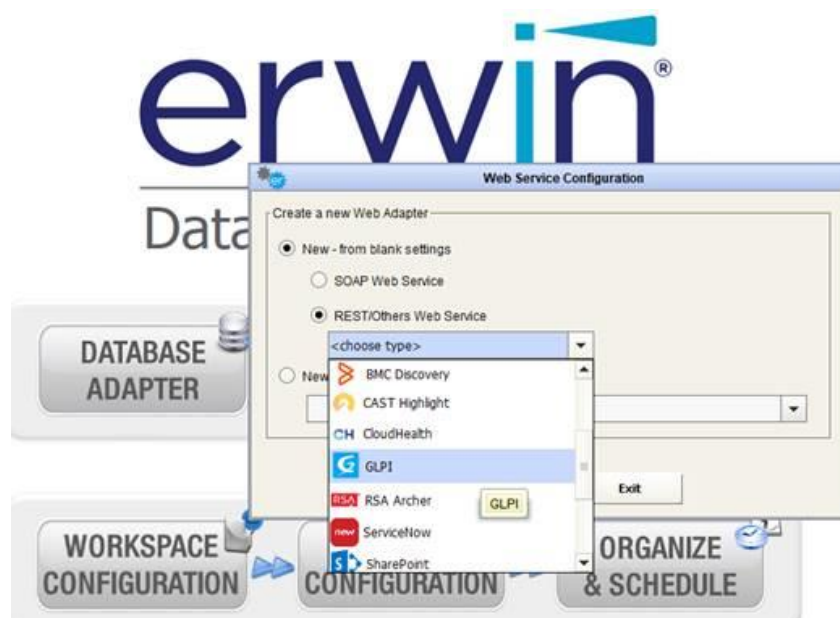 erwin®
Data
Web Service Configuration
Create a new Web Adapter
New - from blank settings
SOAP Web Service
REST/Others Web Service
<choose type>
New
BMC Discovery
CAST Highlight
CH CloudHealth
GLPI
RSA RSA Archer
GLPI
new ServiceNow
S SharePoint
Exit
DATABASE
ADAPTER
WORKSPACE
CONFIGURATION
CONFIGURATION
ORGANIZE
& SCHEDULE